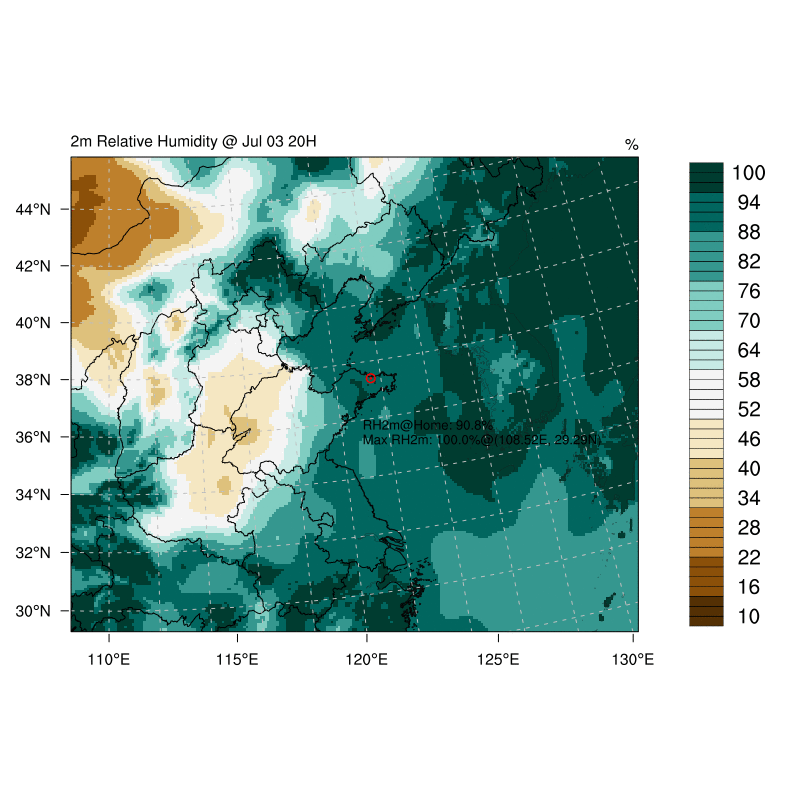 2m Relative Humidity @ Jul 03 20H
%
44°N
42°N
40°N
38°N
36°N
34°N
32°N
30°N
110°E
115°E
120°E
125°E
130°E
RH2m@Home: 90.8%
Max RH2m: 100.0%@(108.52E, 29.29N)
100
94
88
82
76
70
64
58
52
46
40
34
28
22
16
10